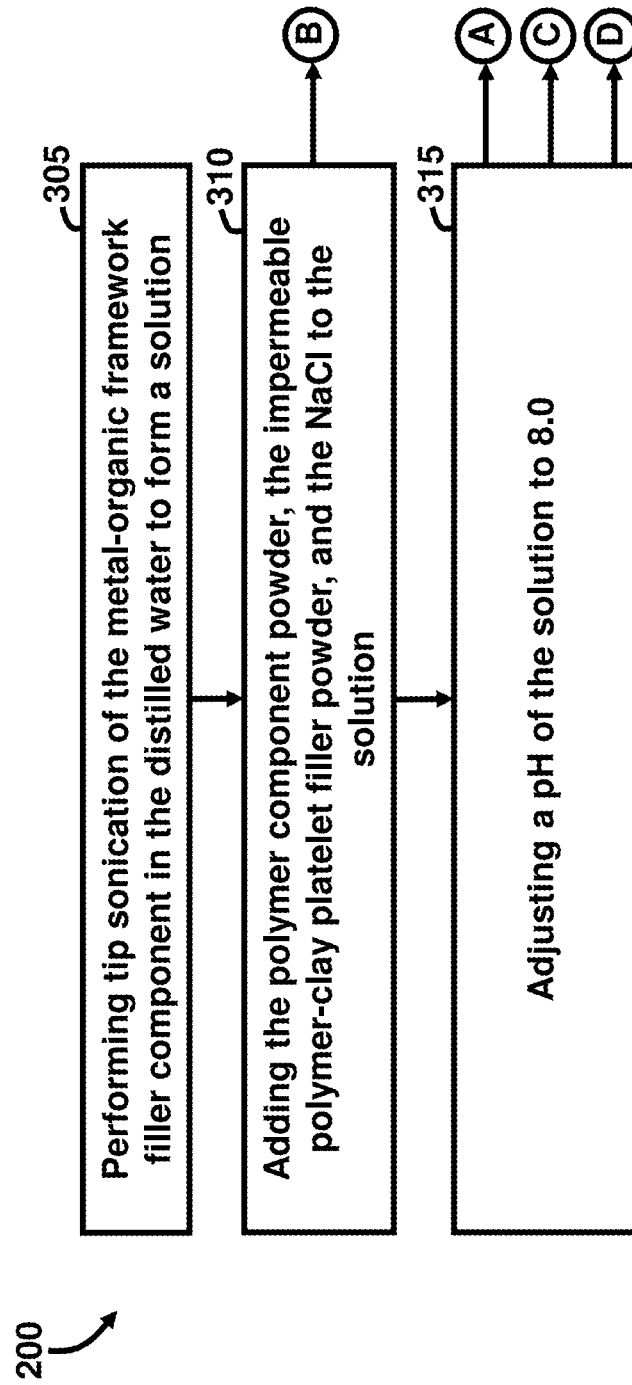 200
305
Performing tip sonication of the metal-organic framework
filler component in the distilled water to form a solution
310
Adding the polymer component powder, the impermeable
polymer-clay platelet filler powder, and the NaCl to the
solution
B
315
Adjusting a pH of the solution to 8.0
A
C
D